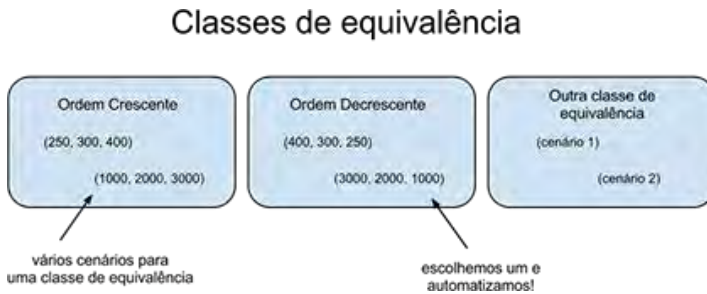 Classes de equivalência
Ordem Crescente
(250, 300, 400)
(1000, 2000, 3000)
Ordem Decrescente
(400, 300, 250)
(3000, 2000, 1000)
Outra classe de
equivalência
(cenário 1)
(cenário 2)
vários cenários para
uma classe de equivalência
escolhemos um e
automatizamos!